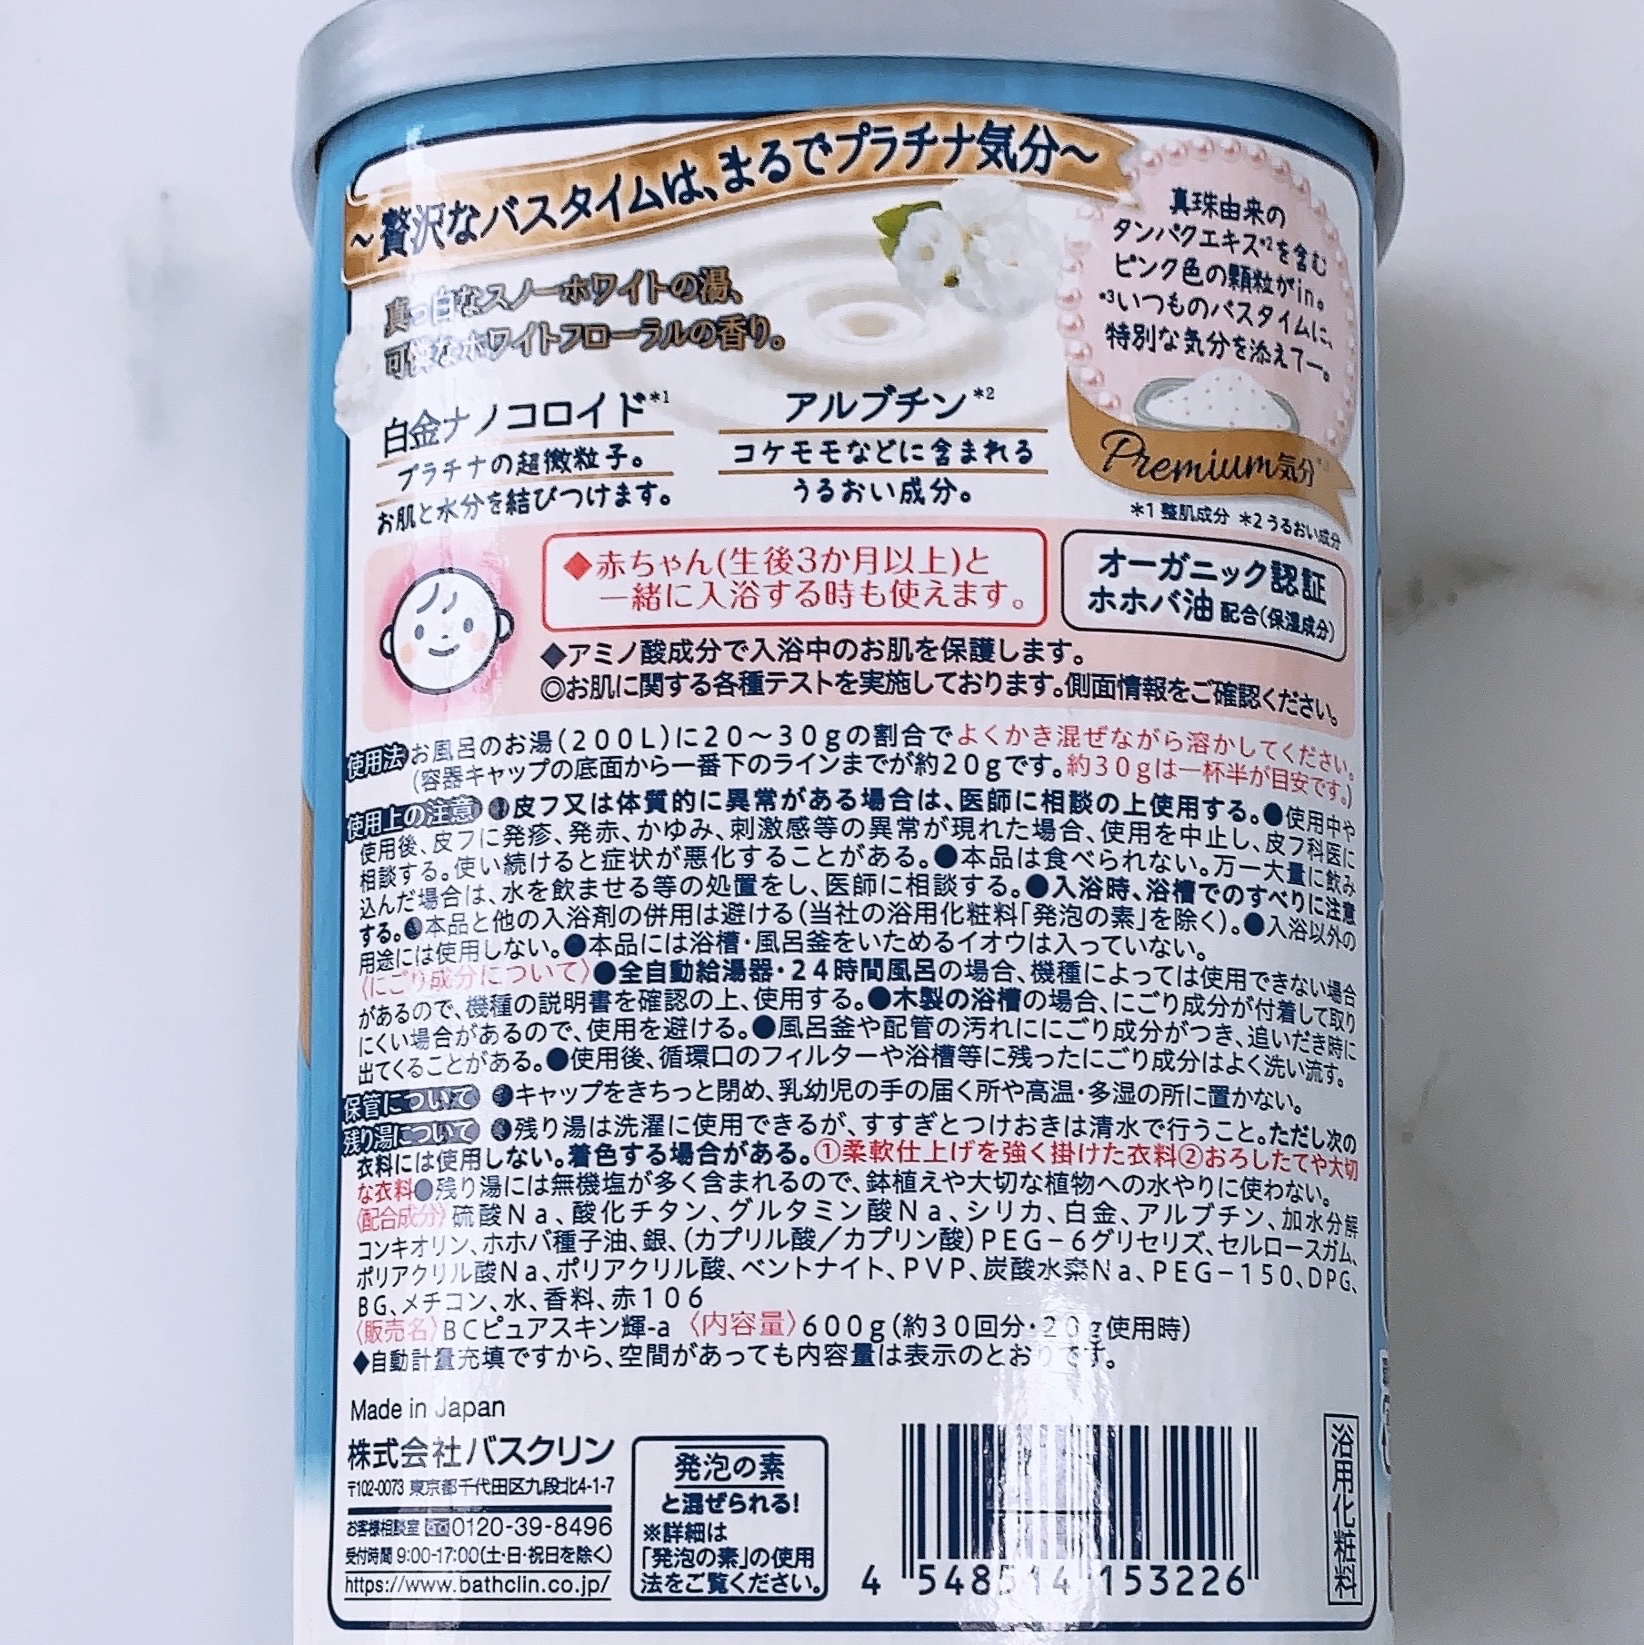 ～贅沢なバスタイムは、まるでプラチナ気分～
真っ白なスノーホワイトの湯、
可憐なホワイトフローラルの香り。
真珠由来の
タンパクエキス*2を含む
ピンク色の顆粒がin。
*3いつものバスタイムに、
特別な気分を添えてー。
Premium気分*3
*1 整肌成分 *2 うるおい成分
白金ナノコロイド*1
プラチナの超微粒子。
お肌と水分を結びつけます。
アルブチン*2
コケモモなどに含まれる
うるおい成分。
◆赤ちゃん(生後3か月以上)と
一緒に入浴する時も使えます。
オーガニック認証
ホホバ油 配合(保湿成分)
◆アミノ酸成分で入浴中のお肌を保護します。
◎お肌に関する各種テストを実施しております。側面情報をご確認ください。
使用法 お風呂のお湯(200L)に20～30gの割合でよくかき混ぜながら溶かしてください。
(容器キャップの底面から一番下のラインまでが約20gです。約30gは一杯半が目安です。)
使用上の注意 ●皮フ又は体質的に異常がある場合は、医師に相談の上使用する。●使用中や
使用後、皮フに発疹、発赤、かゆみ、刺激感等の異常が現れた場合、使用を中止し、皮フ科医に
相談する。使い続けると症状が悪化することがある。●本品は食べられない。万一大量に飲み
込んだ場合は、水を飲ませる等の処置をし、医師に相談する。●入浴時、浴槽でのすべりに注意
する。●本品と他の入浴剤の併用は避ける(当社の浴用化粧料「発泡の素」を除く)。●入浴以外の
用途には使用しない。●本品には浴槽・風呂釜をいためるイオウは入っていない。
〈にごり成分について〉●全自動給湯器・24時間風呂の場合、機種によっては使用できない場合
があるので、機種の説明書を確認の上、使用する。●木製の浴槽の場合、にごり成分が付着して取り
にくい場合があるので、使用を避ける。●風呂釜や配管の汚れににごり成分がつき、追いだき時に
出てくることがある。●使用後、循環口のフィルターや浴槽等に残ったにごり成分はよく洗い流す。
保管について ●キャップをきちっと閉め、乳幼児の手の届く所や高温・多湿の所に置かない。
残り湯について ●残り湯は洗濯に使用できるが、すすぎとつけおきは清水で行うこと。ただし次の
衣料には使用しない。着色する場合がある。①柔軟仕上げを強く掛けた衣料②おろしたてや大切
な衣料●残り湯には無機塩が多く含まれるので、鉢植えや大切な植物への水やりに使わない。
〈配合成分〉硫酸Na、酸化チタン、グルタミン酸Na、シリカ、白金、アルブチン、加水分解
コンキオリン、ホホバ種子油、銀、(カプリル酸／カプリン酸)PEG－6グリセリズ、セルロースガム、
ポリアクリル酸Na、ポリアクリル酸、ベントナイト、PVP、炭酸水素Na、PEG－150、DPG、
BG、メチコン、水、香料、赤106
〈販売名〉BCピュアスキン輝-a 〈内容量〉600g(約30回分・20g使用時)
◆自動計量充填ですから、空間があっても内容量は表示のとおりです。
Made in Japan
株式会社バスクリン
〒102-0073 東京都千代田区九段北4-1-7
お客様相談室 0120-39-8496
受付時間 9:00-17:00(土・日・祝日を除く)
https://www.bathclin.co.jp/
発泡の素
と混ぜられる!
※詳細は
「発泡の素」の使用
法をご覧ください。
4 548514 153226
浴用化粧料